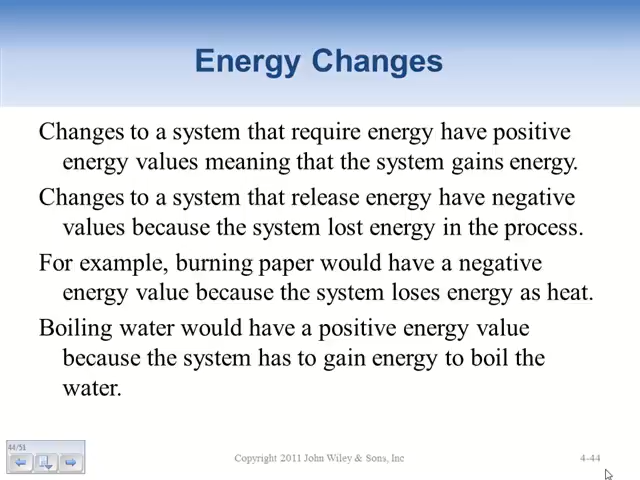 Energy Changes
Changes to a system that require energy have positive
energy values meaning that the system gains energy.
Changes to a system that release energy have negative
values because the system lost energy in the process.
For example, burning paper would have a negative
energy value because the system loses energy as heat.
Boiling water would have a positive energy value
because the system has to gain energy to boil the
water.
44/51
Copyright 2011 John Wiley & Sons, Inc
4-44